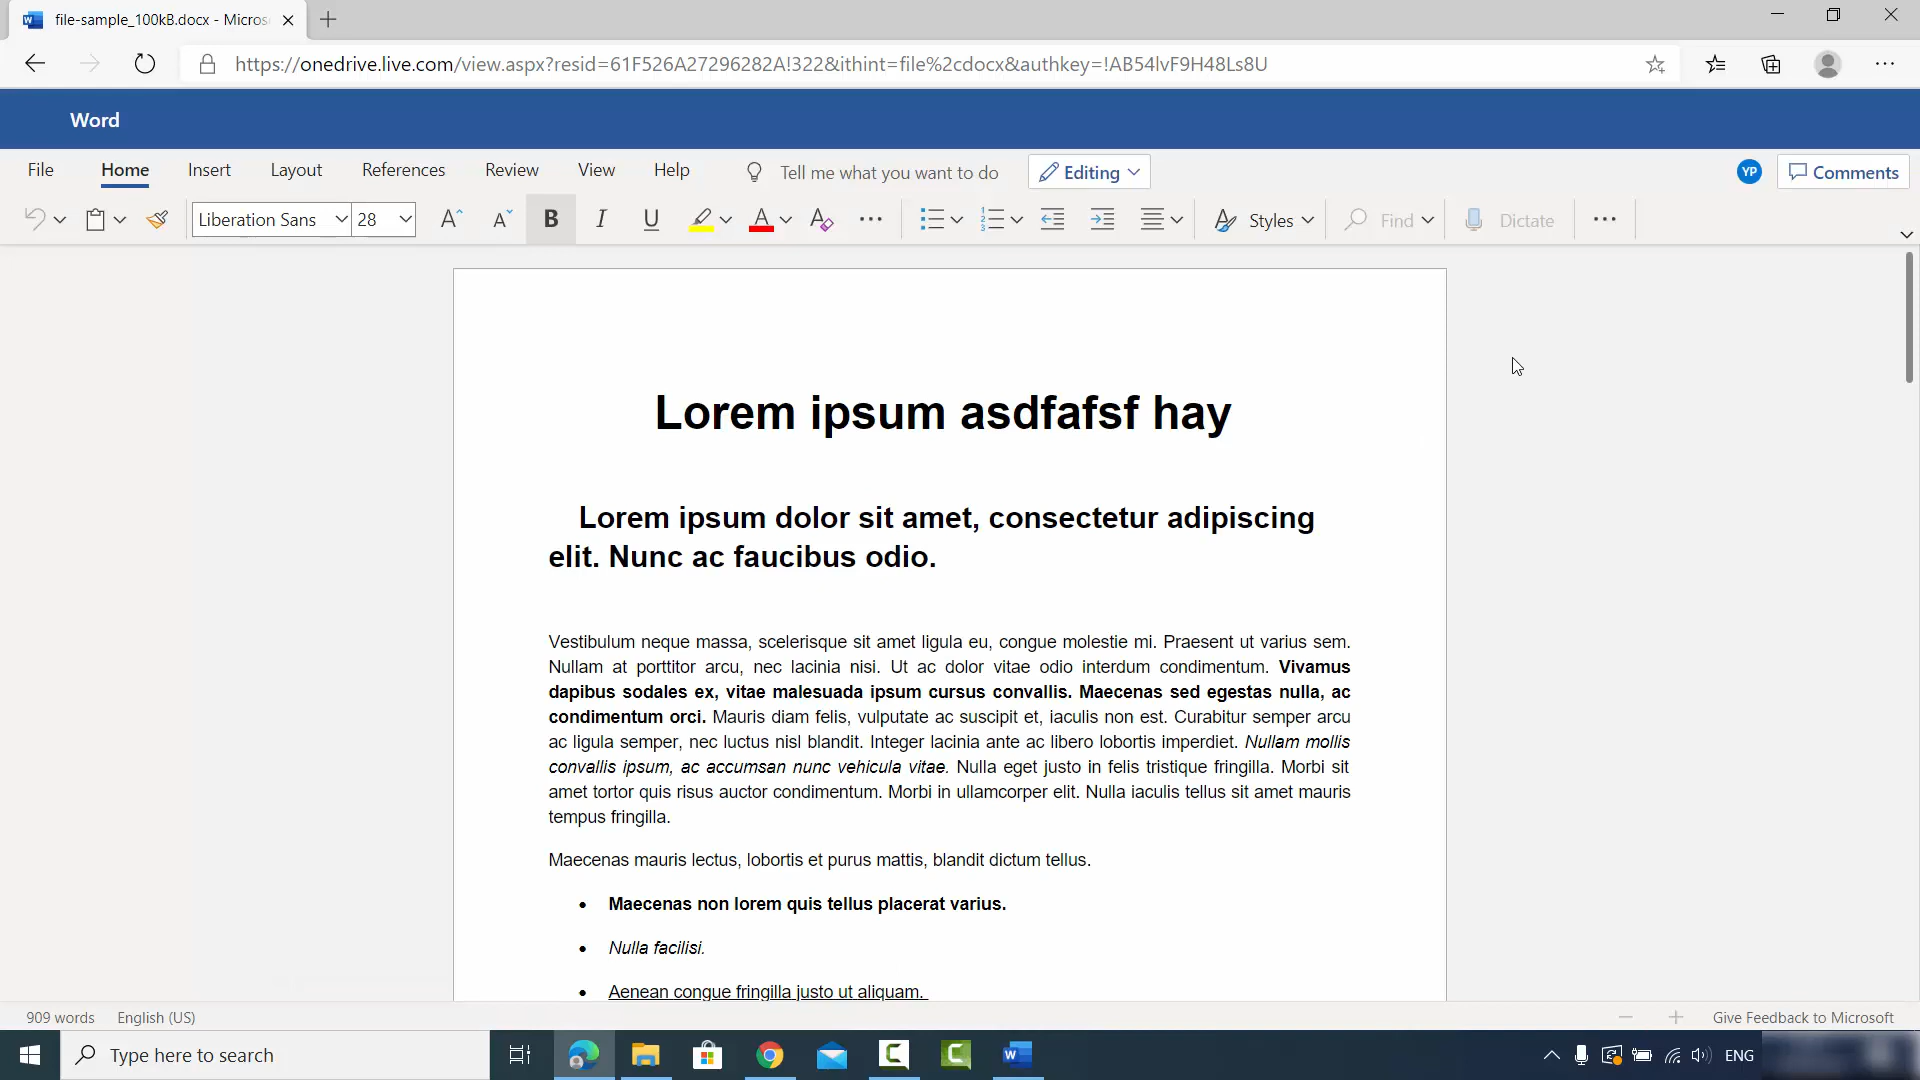 file-sample_100kB.docx - Micros
https://onedrive.live.com/view.aspx?resid=61F526A27296282A!322&ithint=file%2cdocx&authkey=!AB54lvF9H48Ls8U
Word
File Home Insert Layout References Review View Help Tell me what you want to do Editing YP Comments
Liberation Sans 28 A A B I U A A Styles Find Dictate
Lorem ipsum asdfafsf hay
Lorem ipsum dolor sit amet, consectetur adipiscing
elit. Nunc ac faucibus odio.
Vestibulum neque massa, scelerisque sit amet ligula eu, congue molestie mi. Praesent ut varius sem.
Nullam at porttitor arcu, nec lacinia nisi. Ut ac dolor vitae odio interdum condimentum. Vivamus
dapibus sodales ex, vitae malesuada ipsum cursus convallis. Maecenas sed egestas nulla, ac
condimentum orci. Mauris diam felis, vulputate ac suscipit et, iaculis non est. Curabitur semper arcu
ac ligula semper, nec luctus nisl blandit. Integer lacinia ante ac libero lobortis imperdiet. Nullam mollis
convallis ipsum, ac accumsan nunc vehicula vitae. Nulla eget justo in felis tristique fringilla. Morbi sit
amet tortor quis risus auctor condimentum. Morbi in ullamcorper elit. Nulla iaculis tellus sit amet mauris
tempus fringilla.
Maecenas mauris lectus, lobortis et purus mattis, blandit dictum tellus.
• Maecenas non lorem quis tellus placerat varius.
• Nulla facilisi.
• Aenean congue fringilla justo ut aliquam.
909 words English (US) Give Feedback to Microsoft
Type here to search ENG